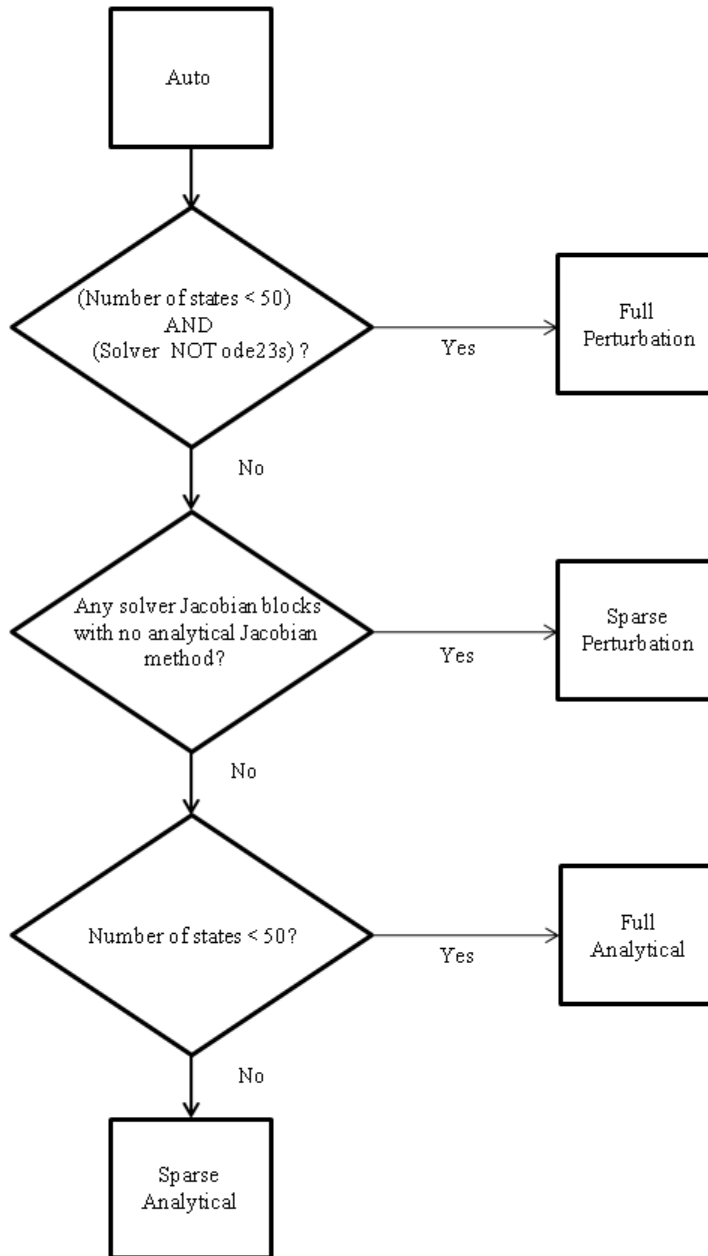 Auto
(Number of states < 50)
AND
(Solver NOT ode23s) ?
Yes
Full
Perturbation
No
Any solver Jacobian blocks
with no analytical Jacobian
method?
Yes
Sparse
Perturbation
No
Number of states < 50?
Yes
Full
Analytical
No
Sparse
Analytical